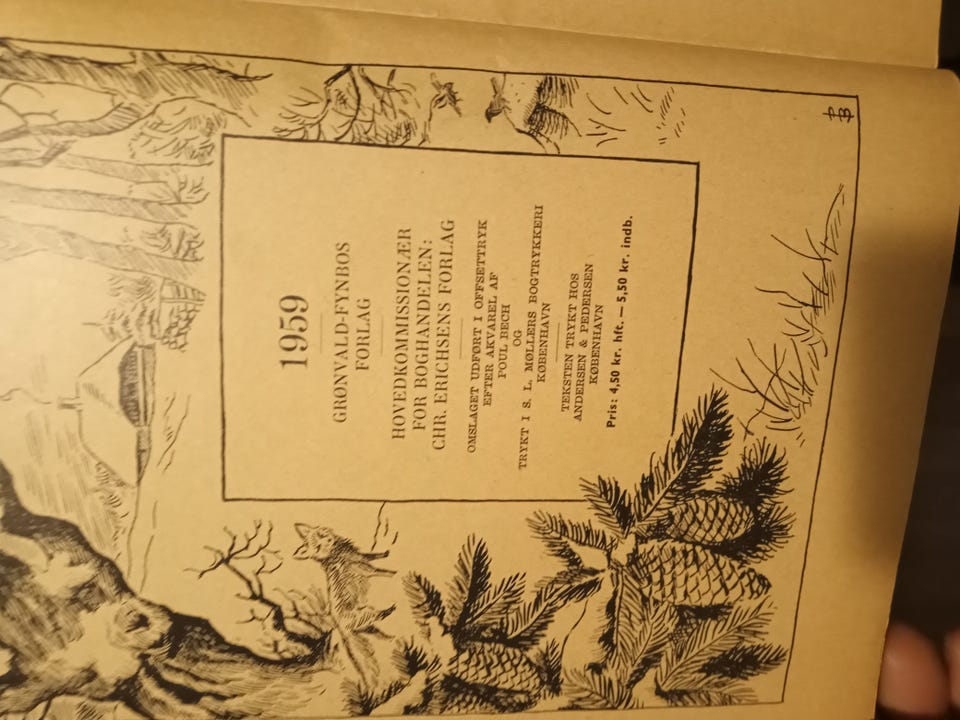 1959
GRØNVALD-FYNBOS
FORLAG
HOVEDKOMMISSIONÆR
FOR BOGHANDELEN:
CHR. ERICHSENS FORLAG
OMSLAGET UDFØRT I OFFSETTRYK
EFTER AKVAREL AF
POUL BECH
OG
TRYKT I S. L. MØLLERS BOGTRYKKERI
KØBENHAVN
TEKSTEN TRYKT HOS
ANDERSEN & PEDERSEN
KØBENHAVN
Pris: 4,50 kr. hft. — 5,50 kr. indb.